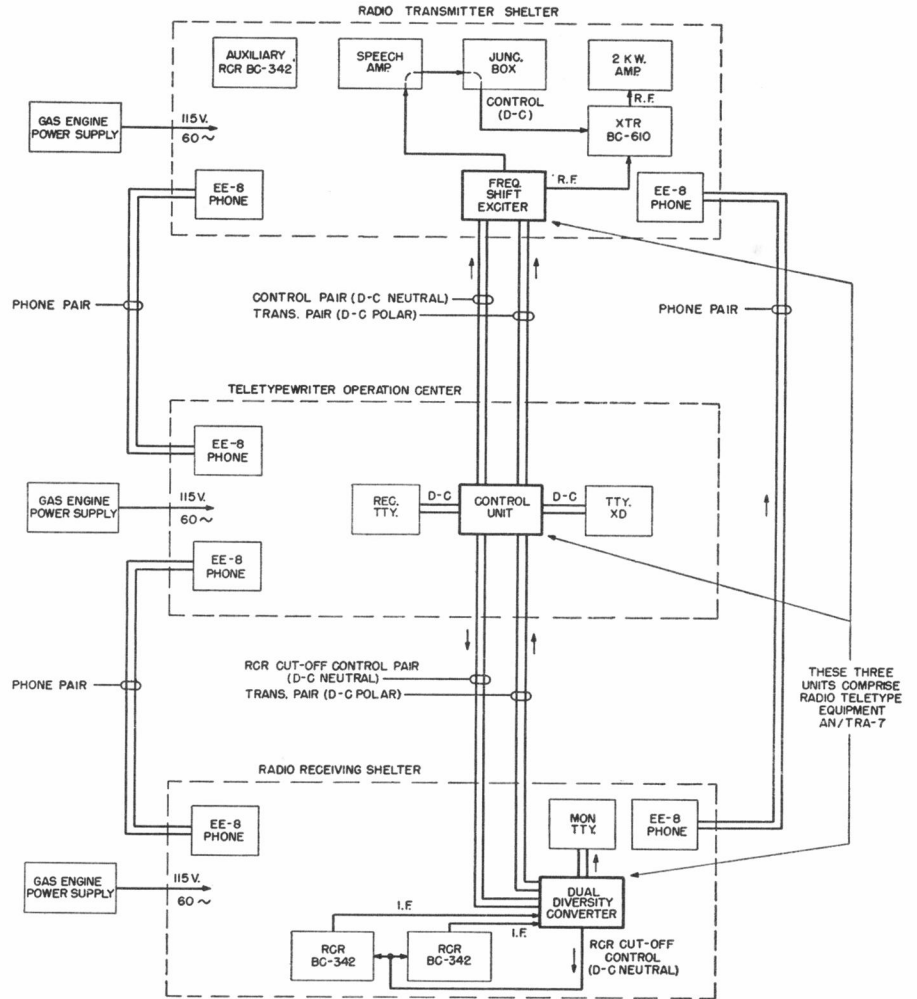 RADIO TRANSMITTER SHELTER
AUXILIARY
RCR BC-342
SPEECH
AMP.
JUNC.
BOX
2 KW.
AMP.
CONTROL
(D-C)
R.F.
XTR
BC-610
GAS ENGINE
POWER SUPPLY
115V.
60~
EE-8
PHONE
FREQ.
SHIFT
EXCITER
R.F.
EE-8
PHONE
PHONE PAIR
CONTROL PAIR (D-C NEUTRAL)
TRANS. PAIR (D-C POLAR)
PHONE PAIR
TELETYPEWRITER OPERATION CENTER
EE-8
PHONE
GAS ENGINE
POWER SUPPLY
115V.
60~
REC.
TTY.
D-C
CONTROL
UNIT
D-C
TTY.
XD
EE-8
PHONE
PHONE PAIR
RCR CUT-OFF CONTROL PAIR
(D-C NEUTRAL)
TRANS. PAIR (D-C POLAR)
THESE THREE
UNITS COMPRISE
RADIO TELETYPE
EQUIPMENT
AN/TRA-7
RADIO RECEIVING SHELTER
EE-8
PHONE
MON
TTY.
EE-8
PHONE
GAS ENGINE
POWER SUPPLY
115V.
60~
DUAL
DIVERSITY
CONVERTER
I.F.
I.F.
RCR
BC-342
RCR
BC-342
RCR CUT-OFF
CONTROL
(D-C NEUTRAL)